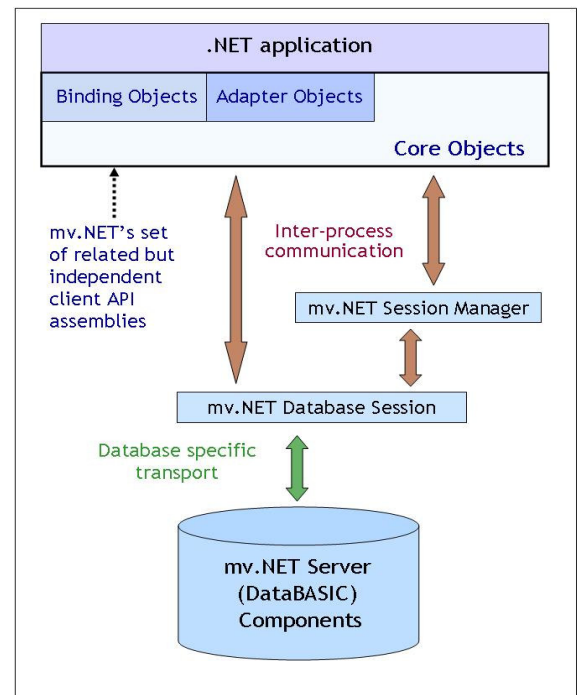 .NET application
Binding Objects
Adapter Objects
Core Objects
mv.NET's set
of related but
independent
client API
assemblies
Inter-process
communication
mv.NET Session Manager
mv.NET Database Session
Database specific
transport
mv.NET Server
(DataBASIC)
Components